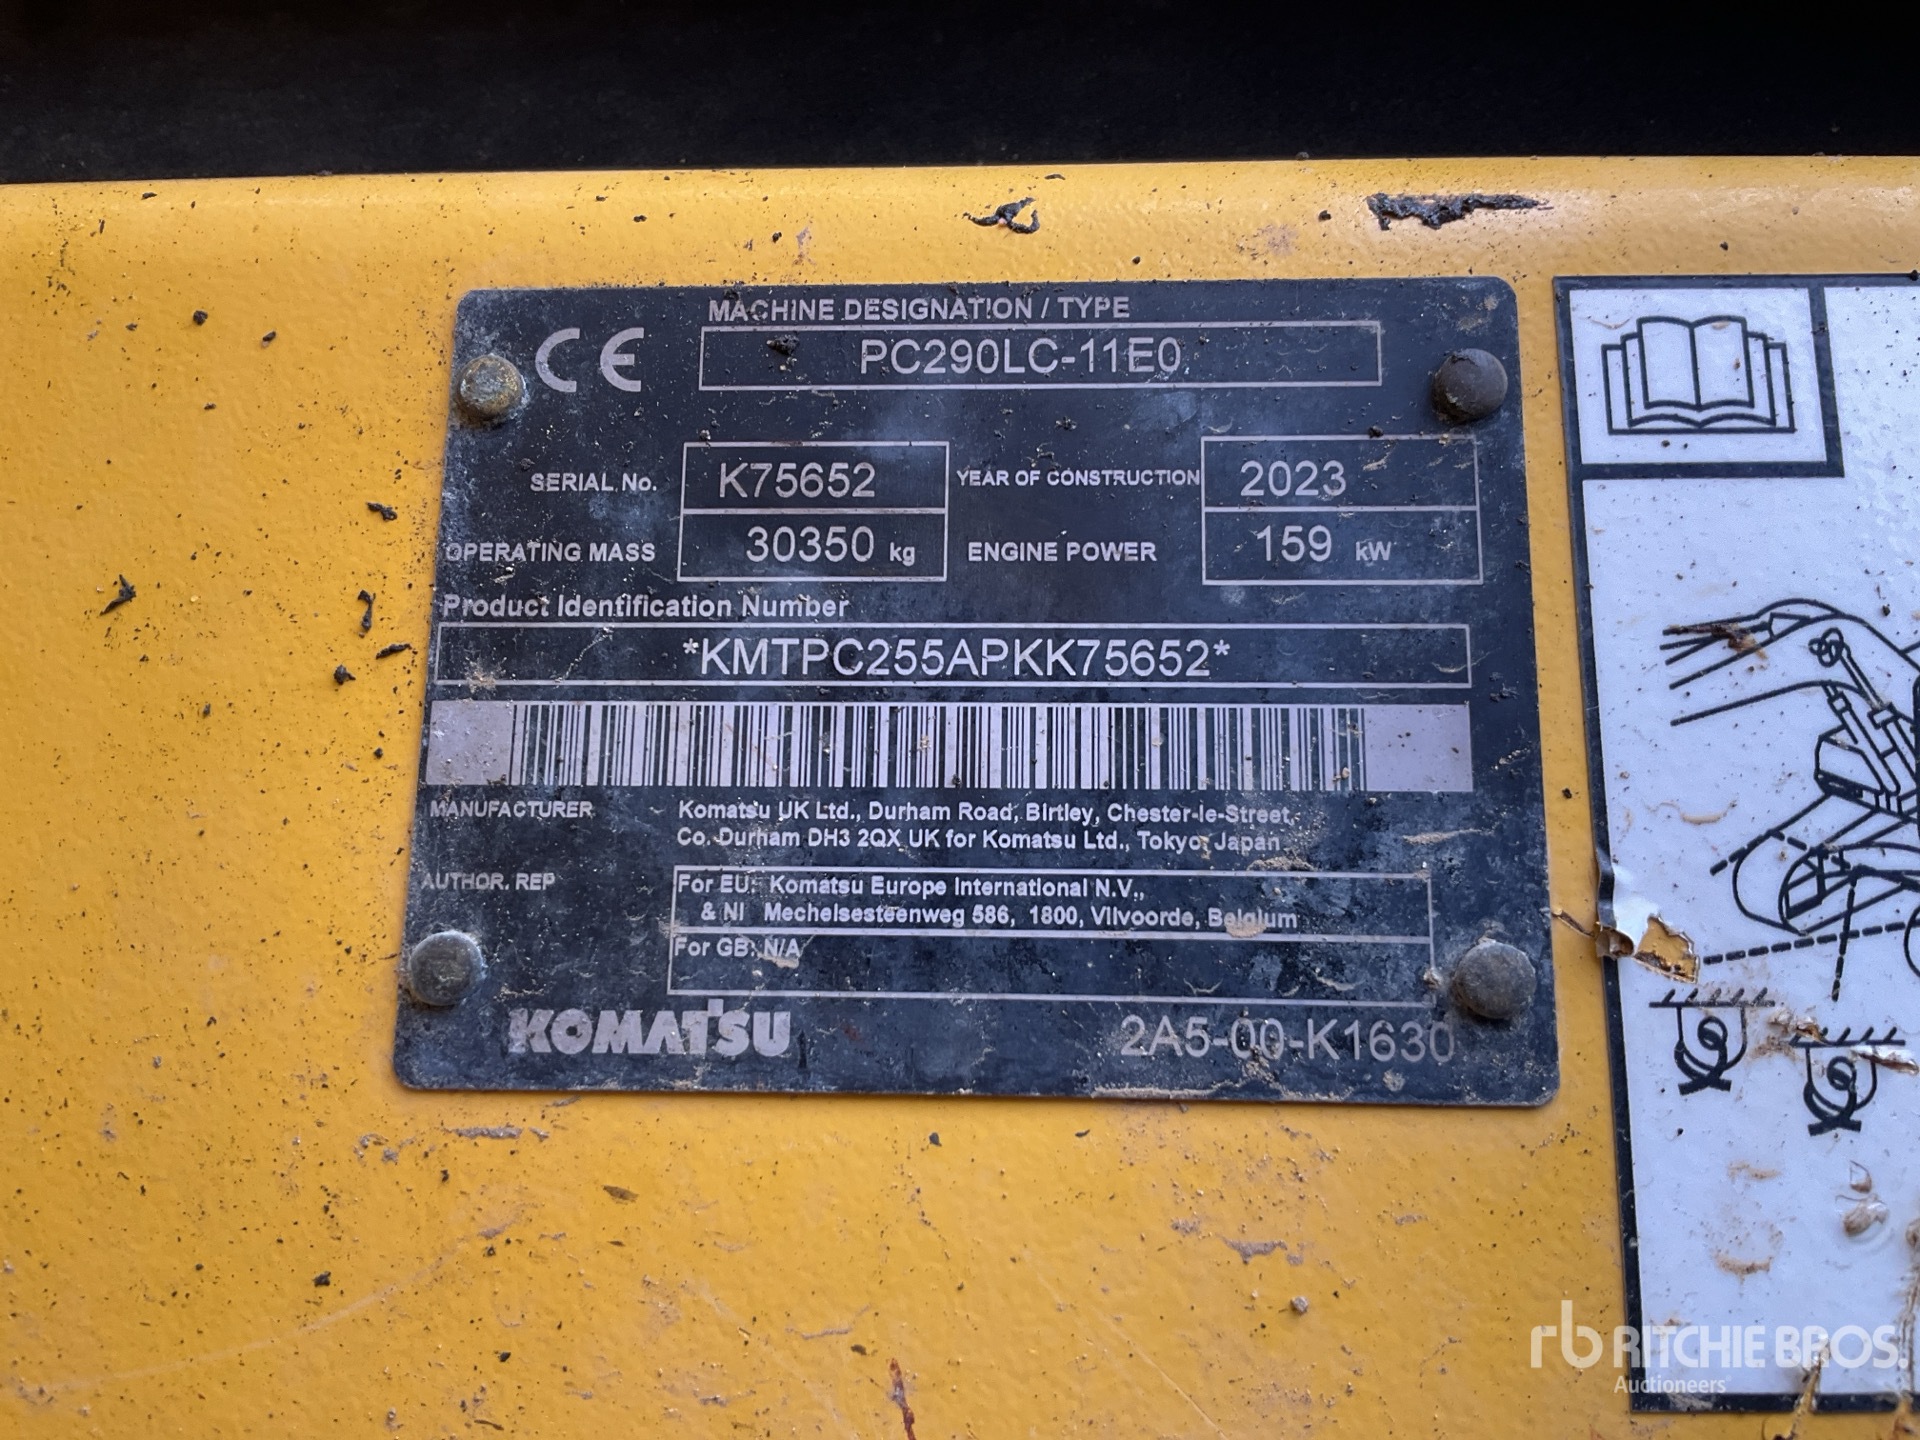 MACHINE DESIGNATION / TYPE
CE PC290LC-11E0
SERIAL No. K75652 YEAR OF CONSTRUCTION 2023
OPERATING MASS 30350 kg ENGINE POWER 159 kW
Product Identification Number
*KMTPC255APKK75652*
MANUFACTURER Komatsu UK Ltd., Durham Road, Birtley, Chester-le-Street,
Co. Durham DH3 2QX UK for Komatsu Ltd., Tokyo, Japan
AUTHOR. REP For EU: Komatsu Europe International N.V.,
& NI Mechelsesteenweg 586, 1800, Vilvoorde, Belgium
For GB: N/A
KOMATSU 2A5-00-K1630
rb RITCHIE BROS.
Auctioneers